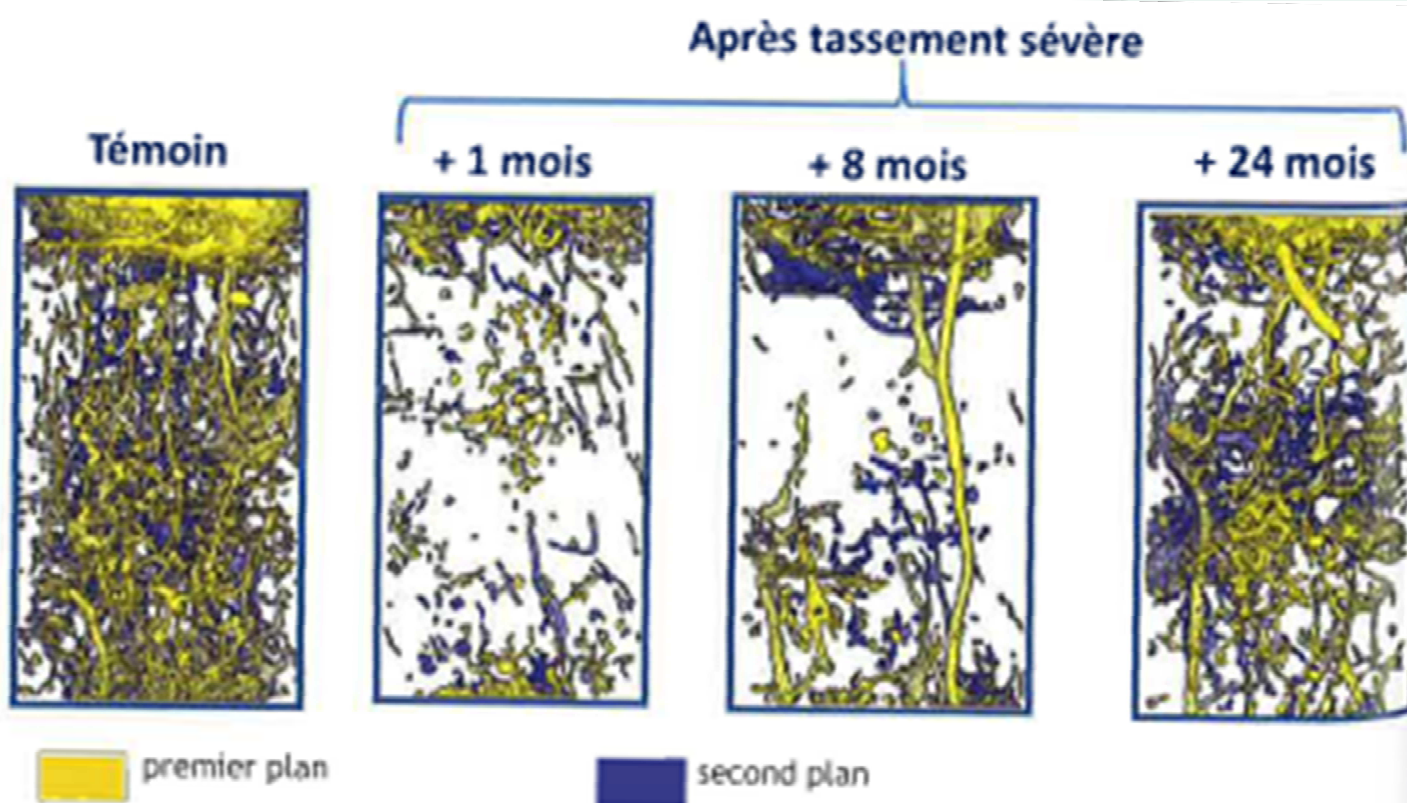 Après tassement sévère
Témoin
+ 1 mois
+ 8 mois
+ 24 mois
premier plan
second plan